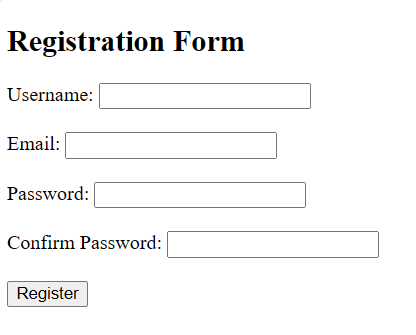 Registration Form
Username:
Email:
Password:
Confirm Password:
Register